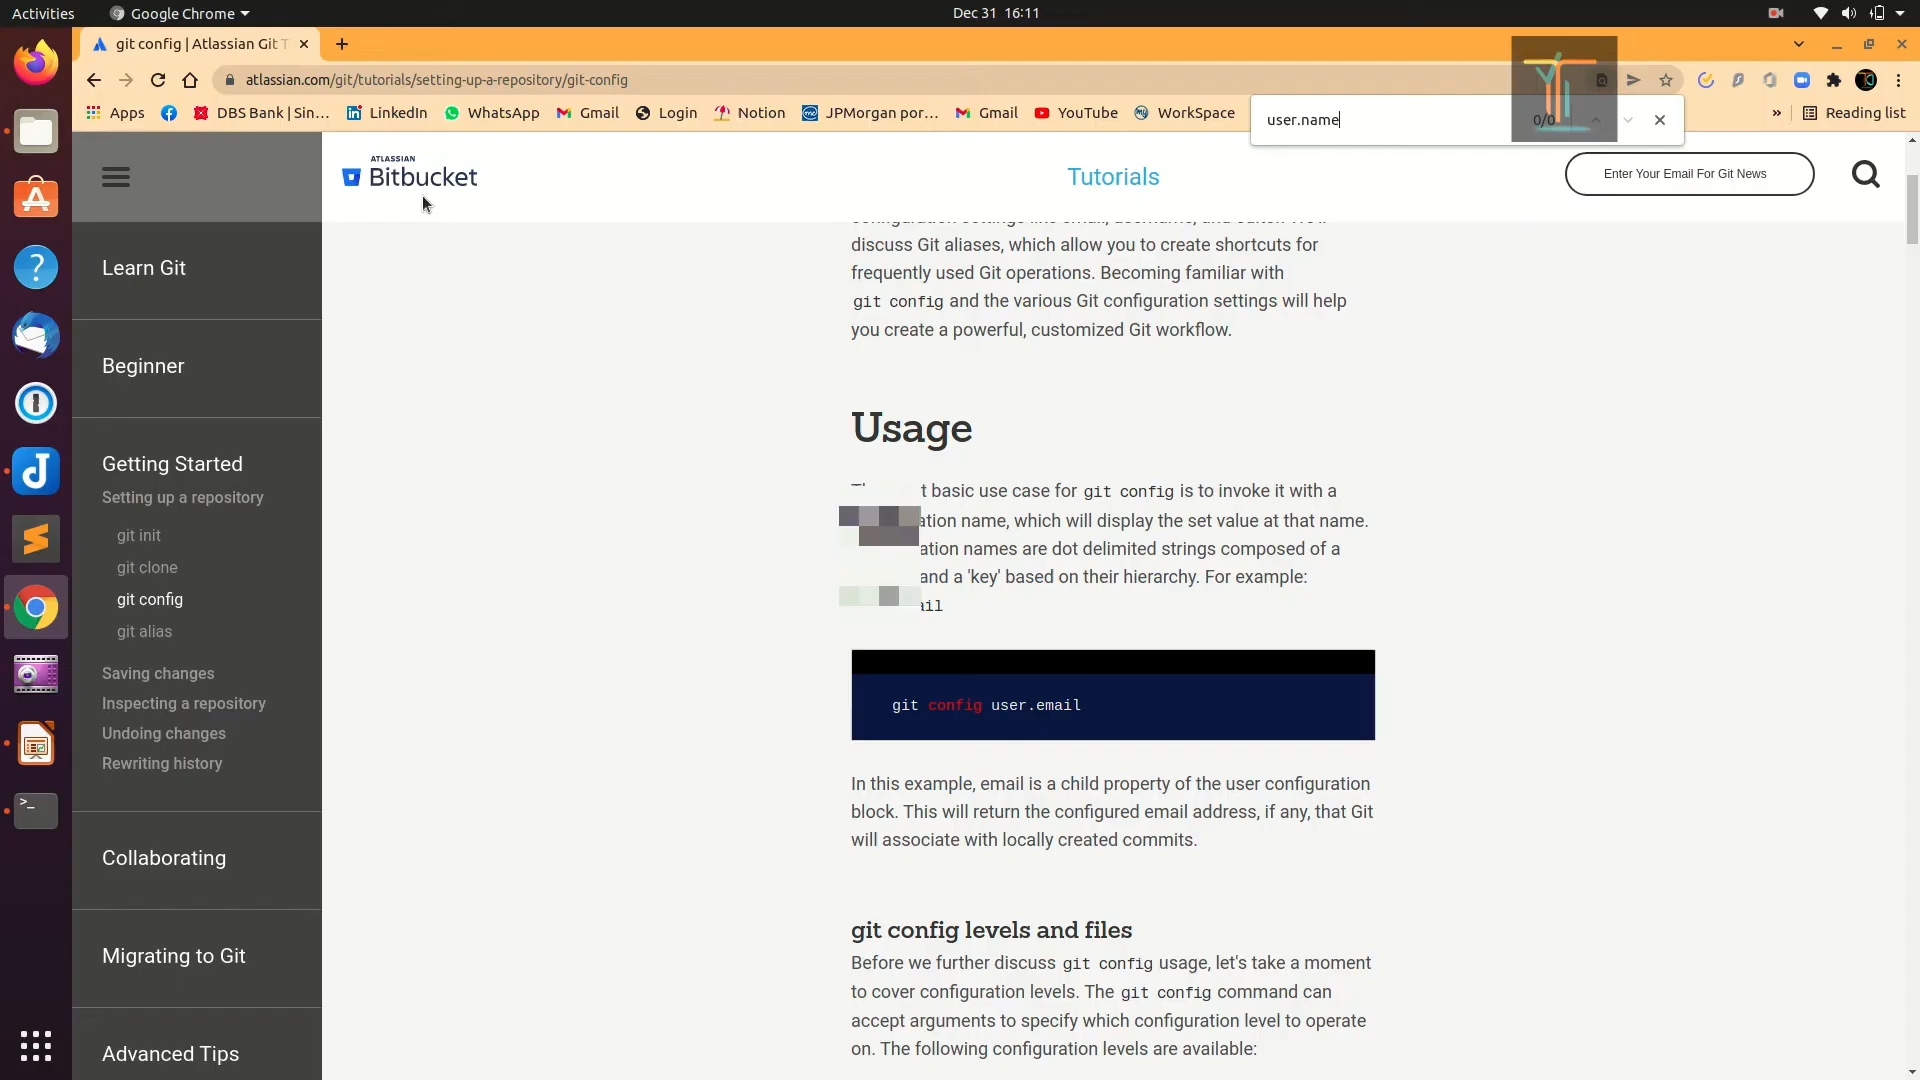 Activities
Google Chrome
Dec 31 16:11
git config | Atlassian Git T
atlassian.com/git/tutorials/setting-up-a-repository/git-config
Apps
DBS Bank | Sin...
LinkedIn
WhatsApp
Gmail
Login
Notion
JPMorgan por...
Gmail
YouTube
WorkSpace
»
Reading list
user.name
0/0
ATLASSIAN
Bitbucket
Tutorials
Enter Your Email For Git News
Learn Git
Beginner
Getting Started
Setting up a repository
git init
git clone
git config
git alias
Saving changes
Inspecting a repository
Undoing changes
Rewriting history
Collaborating
Migrating to Git
Advanced Tips
discuss Git aliases, which allow you to create shortcuts for
frequently used Git operations. Becoming familiar with
git config and the various Git configuration settings will help
you create a powerful, customized Git workflow.
Usage
t basic use case for git config is to invoke it with a
ation name, which will display the set value at that name.
ation names are dot delimited strings composed of a
and a 'key' based on their hierarchy. For example:
ail
git config user.email
In this example, email is a child property of the user configuration
block. This will return the configured email address, if any, that Git
will associate with locally created commits.
git config levels and files
Before we further discuss git config usage, let's take a moment
to cover configuration levels. The git config command can
accept arguments to specify which configuration level to operate
on. The following configuration levels are available: